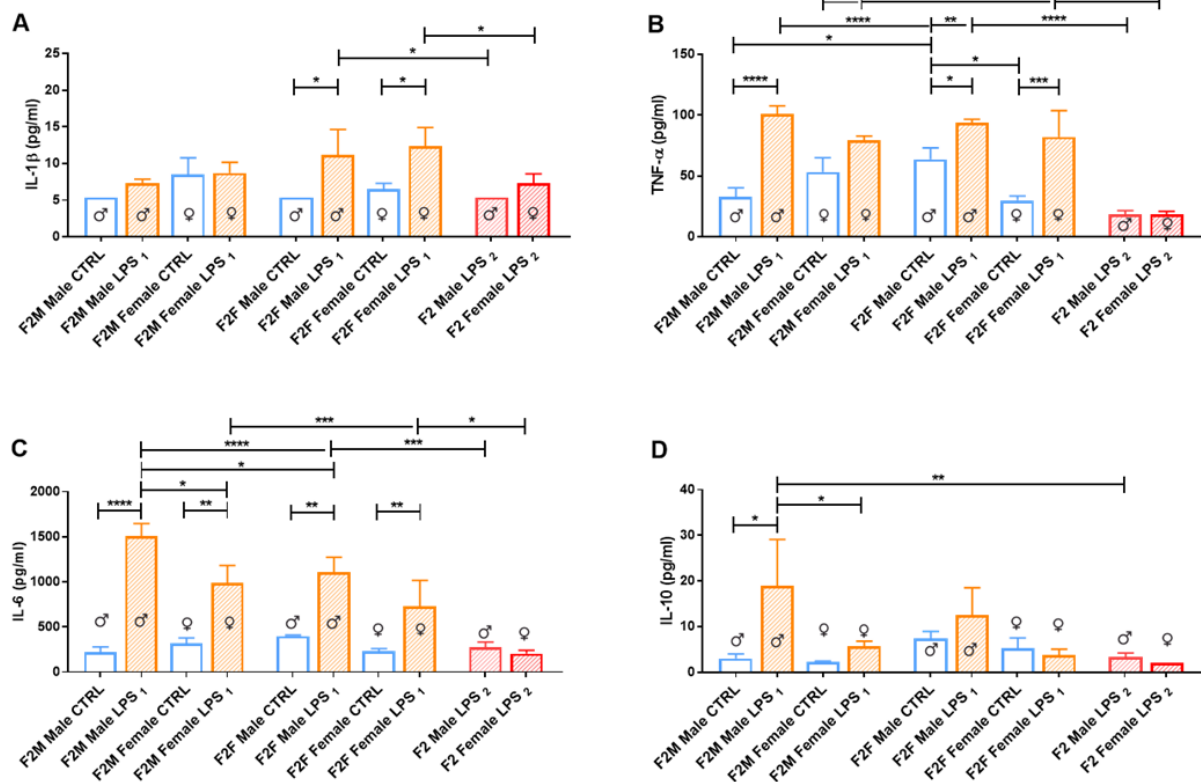 A
IL-1β (pg/ml)
25
20
15
10
5
0
* * * *
♂ ♂ ♀ ♀ ♂ ♂ ♀ ♀ ♂ ♀
F2M Male CTRL
F2M Male LPS 1
F2M Female CTRL
F2M Female LPS 1
F2F Male CTRL
F2F Male LPS 1
F2F Female CTRL
F2F Female LPS 1
F2 Male LPS 2
F2 Female LPS 2
B
TNF-α (pg/ml)
150
100
50
0
**** ** ****
*
*
**** * ***
♂ ♂ ♀ ♀ ♂ ♂ ♀ ♀ ♂ ♀
F2M Male CTRL
F2M Male LPS 1
F2M Female CTRL
F2M Female LPS 1
F2F Male CTRL
F2F Male LPS 1
F2F Female CTRL
F2F Female LPS 1
F2 Male LPS 2
F2 Female LPS 2
C
IL-6 (pg/ml)
2000
1500
1000
500
0
*** *
**** ***
*
*
**** ** ** **
♂ ♂ ♀ ♀ ♂ ♂ ♀ ♀ ♂ ♀
F2M Male CTRL
F2M Male LPS 1
F2M Female CTRL
F2M Female LPS 1
F2F Male CTRL
F2F Male LPS 1
F2F Female CTRL
F2F Female LPS 1
F2 Male LPS 2
F2 Female LPS 2
D
IL-10 (pg/ml)
40
30
20
10
0
**
*
*
♂ ♂ ♀ ♀ ♂ ♂ ♀ ♀ ♂ ♀
F2M Male CTRL
F2M Male LPS 1
F2M Female CTRL
F2M Female LPS 1
F2F Male CTRL
F2F Male LPS 1
F2F Female CTRL
F2F Female LPS 1
F2 Male LPS 2
F2 Female LPS 2